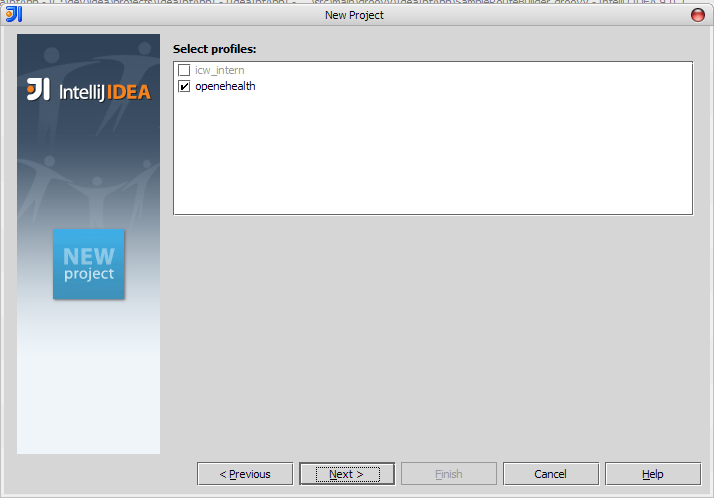 New Project
Select profiles:
icw_intern
openehealth
IntelliJ IDEA
NEW
project
< Previous
Next >
Finish
Cancel
Help